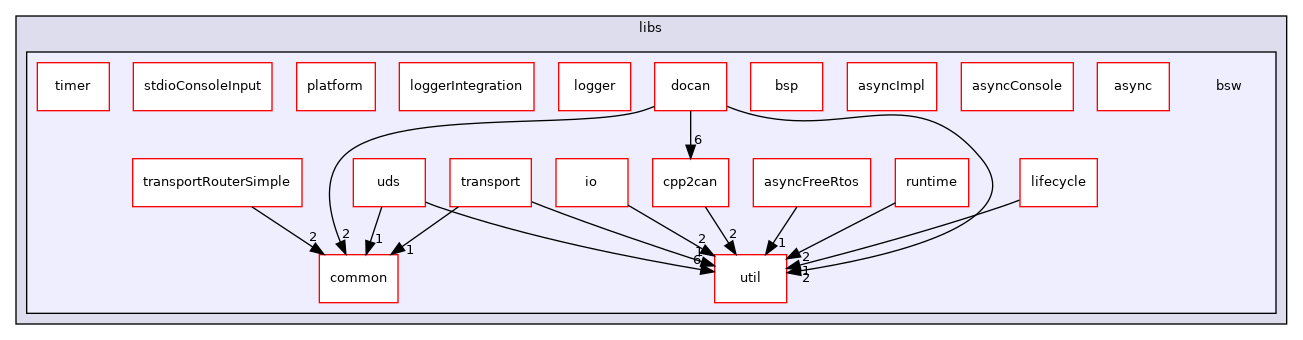 libs
timer stdioConsoleInput platform loggerIntegration logger docan bsp asyncImpl asyncConsole async bsw
6
transportRouterSimple uds transport io cpp2can asyncFreeRtos runtime lifecycle
2 2 1 1 2 1 6 2 1 2 1 2
common util